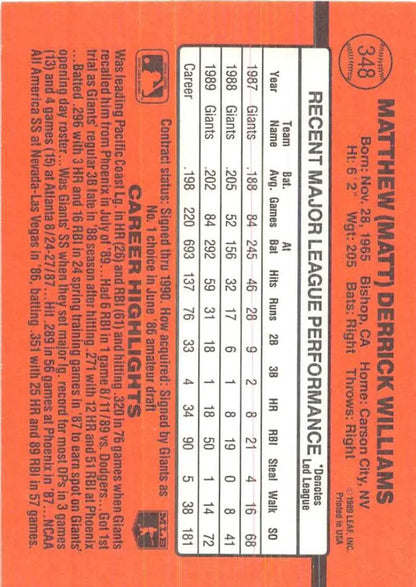 348
MATTHEW (MATT) DERRICK WILLIAMS
Born: Nov. 28, 1965 Bishop, CA Home: Carson City, NV
Ht: 6' 2" Wgt: 205 Bats: Right Throws: Right
© 1989 LEAF, INC.
Printed in USA
RECENT MAJOR LEAGUE PERFORMANCE
*Denotes
Led League
Year Team Name Bat. Avg. Games At Bat Hits Runs 2B 3B HR RBI Steal Walk SO
1987 Giants .188 84 245 46 28 9 2 8 21 4 16 68
1988 Giants .205 52 156 32 17 6 1 8 19 0 8 41
1989 Giants .202 84 292 59 31 18 1 18 50 1 14 72
Career .198 220 693 137 76 33 4 34 90 5 38 181
Contract status: Signed thru 1990. How acquired: Signed by Giants as
No. 1 choice in June '86 amateur draft
CAREER HIGHLIGHTS
Was leading Pacific Coast Lg. in HR (26) and RBI (61) and hitting .320 in 76 games when Giants
recalled him from Phoenix in July of '89... Had 6 RBI in 1 game 8/11/89 vs. Dodgers... Got 1st
trial as Giants' regular 3B late in '88 season after hitting .271 with 12 HR and 51 RBI at Phoenix
...Batted .296 with 3 HR and 16 RBI in 24 spring training games in '87 to earn spot on Giants'
opening day roster... Was Giants' SS when they set major lg. record for most DPs in 3 games
(13) and 4 games (15) at Atlanta 8/24-27/87... Hit .289 in 56 games at Phoenix in '87... NCAA
All America SS at Nevada-Las Vegas in '86, batting .351 with 25 HR and 89 RBI in 57 games.
MLB